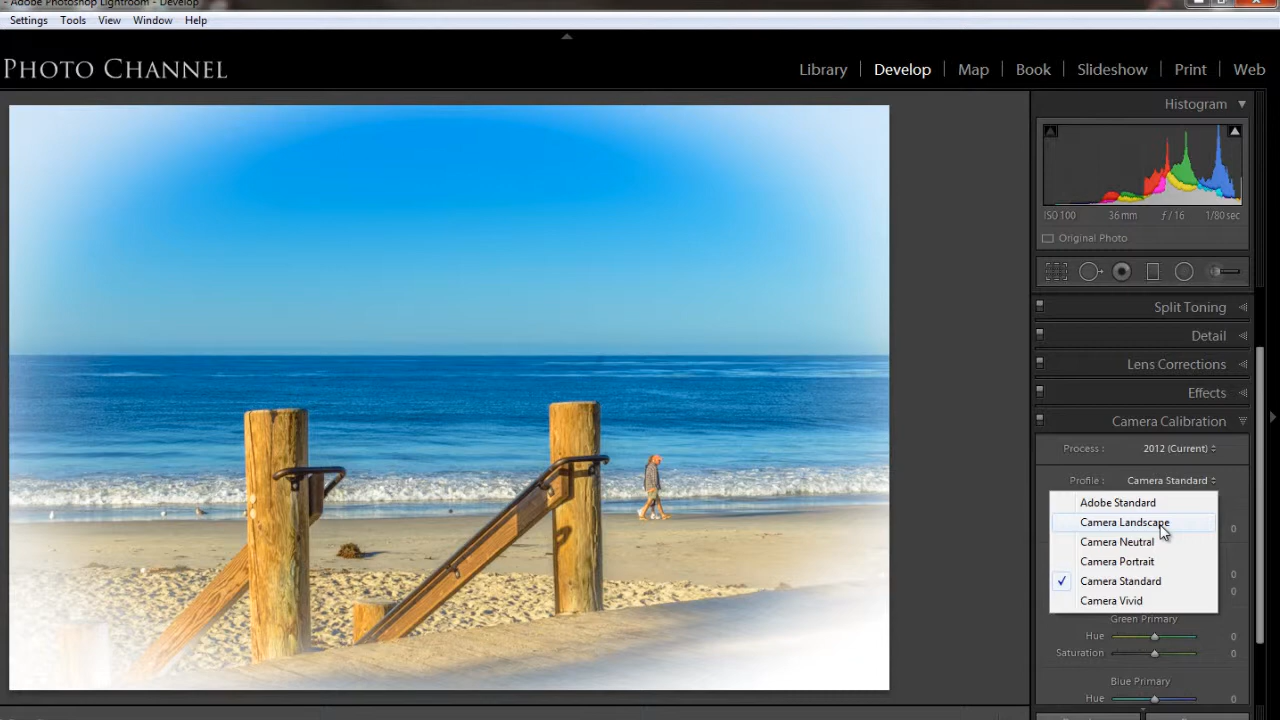 - Adobe Photoshop Lightroom - Develop
Settings Tools View Window Help
PHOTO CHANNEL
Library | Develop | Map | Book | Slideshow | Print | Web
Histogram
ISO 100 36 mm ƒ / 16 1/80 sec
Original Photo
Split Toning
Detail
Lens Corrections
Effects
Camera Calibration
Process : 2012 (Current)
Profile : Camera Standard
Adobe Standard
Camera Landscape
0
Camera Neutral
Camera Portrait
0
Camera Standard
0
Camera Vivid
Green Primary
Hue 0
Saturation 0
Blue Primary
Hue 0